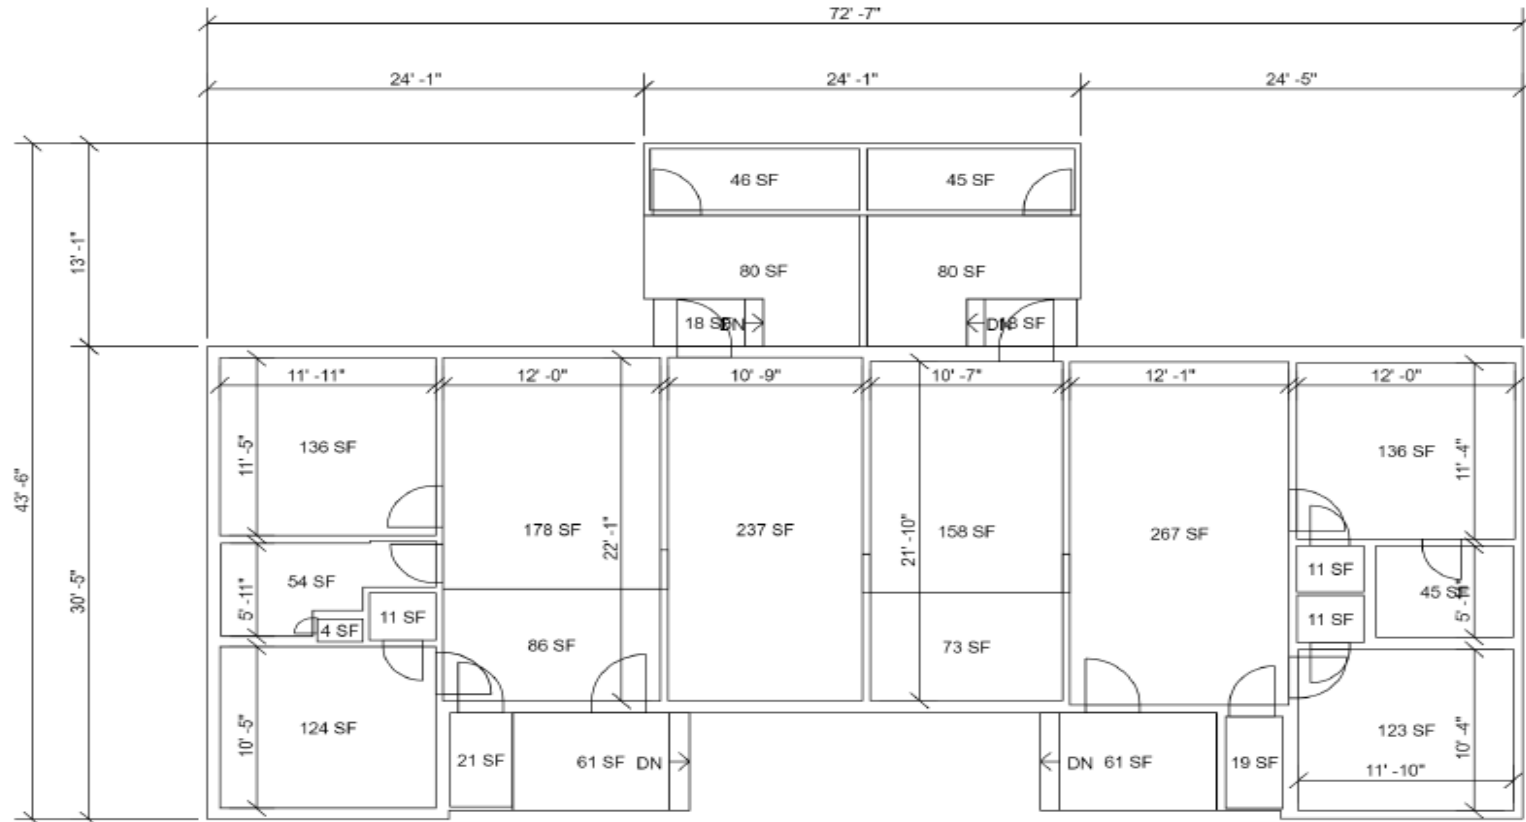 72' -7"
24' -1"
24' -1"
24' -5"
46 SF
45 SF
13' -1"
80 SF
80 SF
18 SF
DN
DN
18 SF
11' -11"
12' -0"
10' -9"
10' -7"
12' -1"
12' -0"
11' -5"
136 SF
136 SF
11' -4"
43' -6"
178 SF
22' -1"
237 SF
158 SF
21' -10"
267 SF
30' -5"
5' -11"
54 SF
11 SF
11 SF
45 SF
4 SF
11 SF
86 SF
73 SF
10' -5"
124 SF
123 SF
10' -4"
21 SF
61 SF
DN
DN
61 SF
19 SF
11' -10"